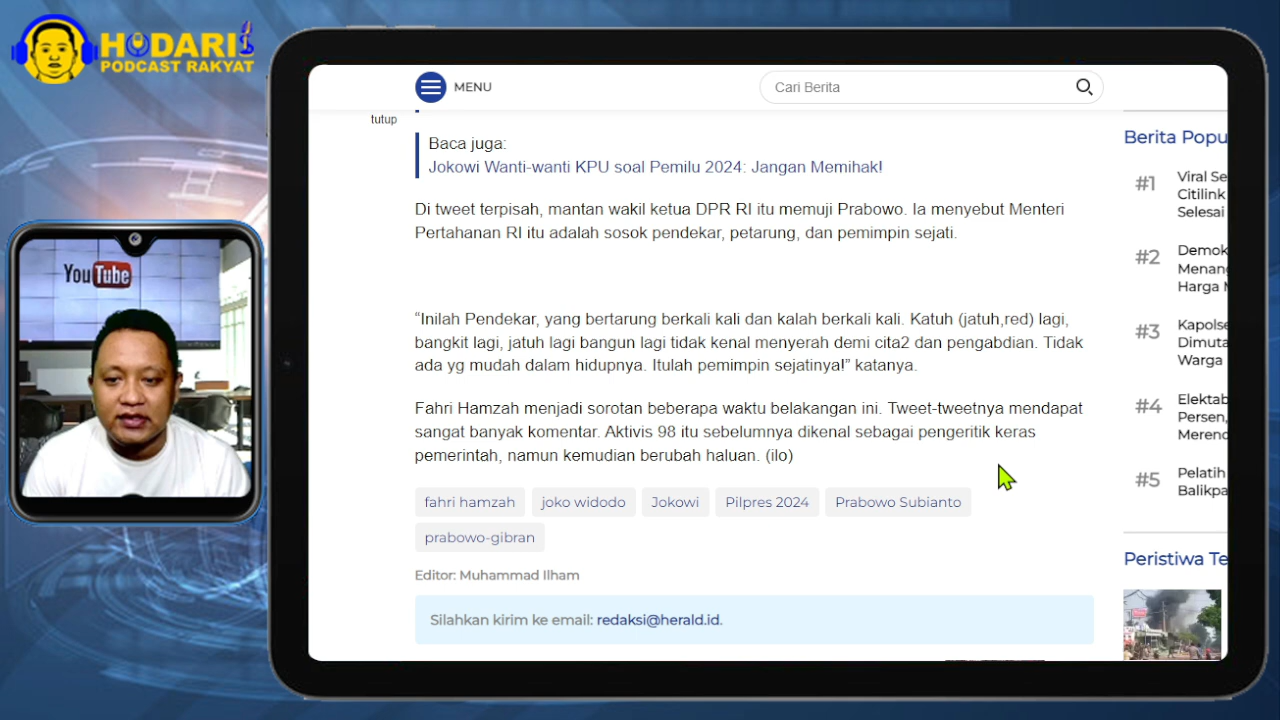 HODARI
PODCAST RAKYAT
YouTube
MENU
Cari Berita
tutup
Baca juga:
Jokowi Wanti-wanti KPU soal Pemilu 2024: Jangan Memihak!
Di tweet terpisah, mantan wakil ketua DPR RI itu memuji Prabowo. Ia menyebut Menteri
Pertahanan RI itu adalah sosok pendekar, petarung, dan pemimpin sejati.
“Inilah Pendekar, yang bertarung berkali kali dan kalah berkali kali. Katuh (jatuh,red) lagi,
bangkit lagi, jatuh lagi bangun lagi tidak kenal menyerah demi cita2 dan pengabdian. Tidak
ada yg mudah dalam hidupnya. Itulah pemimpin sejatinya!” katanya.
Fahri Hamzah menjadi sorotan beberapa waktu belakangan ini. Tweet-tweetnya mendapat
sangat banyak komentar. Aktivis 98 itu sebelumnya dikenal sebagai pengeritik keras
pemerintah, namun kemudian berubah haluan. (ilo)
fahri hamzah
joko widodo
Jokowi
Pilpres 2024
Prabowo Subianto
prabowo-gibran
Editor: Muhammad Ilham
Silahkan kirim ke email: redaksi@herald.id.
Berita Popu
#1
Viral Se
Citilink
Selesai
#2
Demok
Menang
Harga M
#3
Kapolse
Dimuta
Warga
#4
Elektab
Persen,
Merend
#5
Pelatih
Balikpa
Peristiwa Te